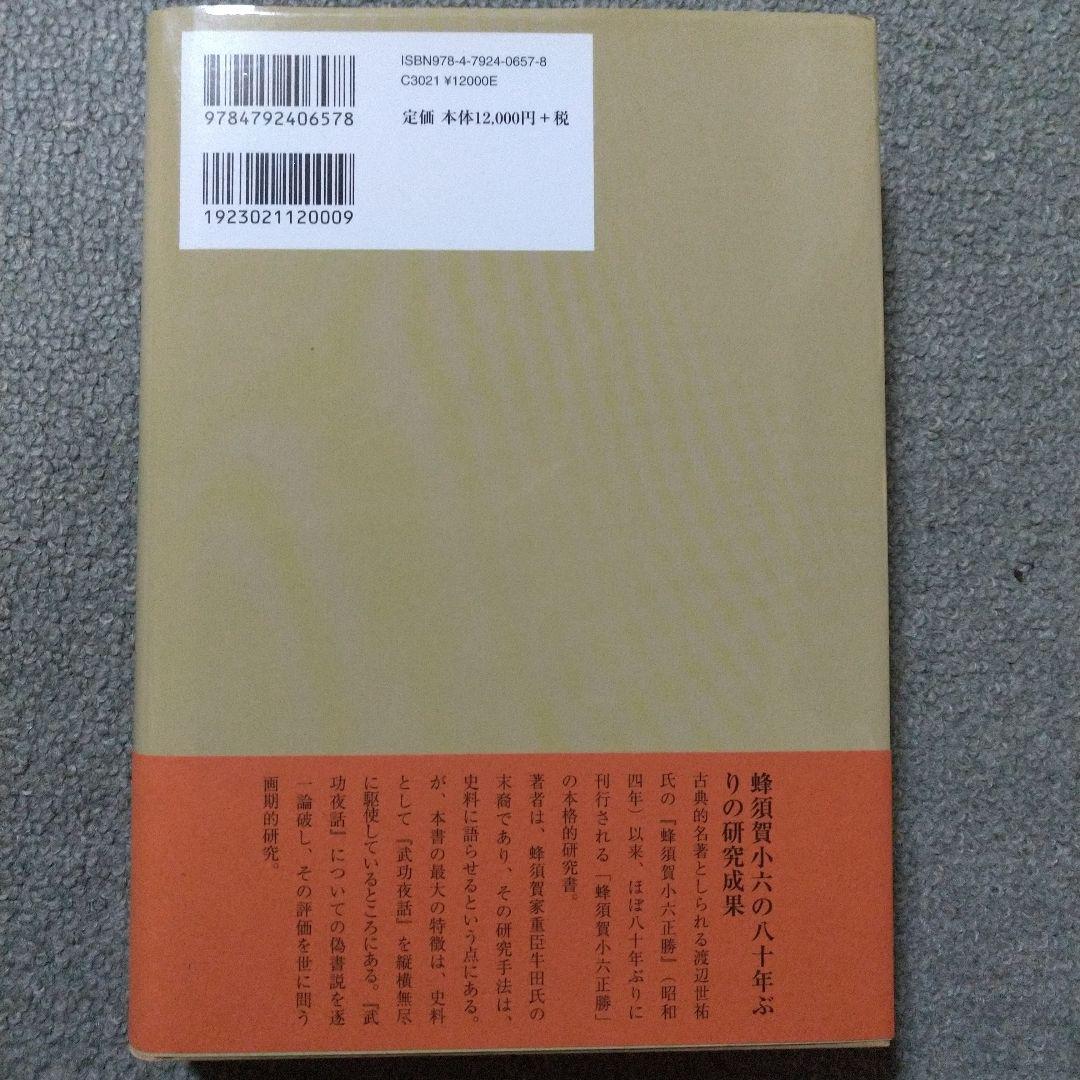 ISBN978-4-7924-0657-8
C3021 ¥12000E
9784792406578
定価 本体12,000円+税
1923021120009
蜂須賀小六の八十年ぶ
りの研究成果
古典的名著としられる渡辺世祐
氏の『蜂須賀小六正勝』(昭和
四年)以来、ほぼ八十年ぶりに
刊行される「蜂須賀小六正勝」
の本格的研究書。
著者は、蜂須賀家重臣牛田氏の
末裔であり、その研究手法は、
史料に語らせるという点にある。
が、本書の最大の特徴は、史料
として『武功夜話』を縦横無尽
に駆使しているところにある。『武
功夜話』についての偽書説を逐
一論破し、その評価を世に問う
画期的研究。